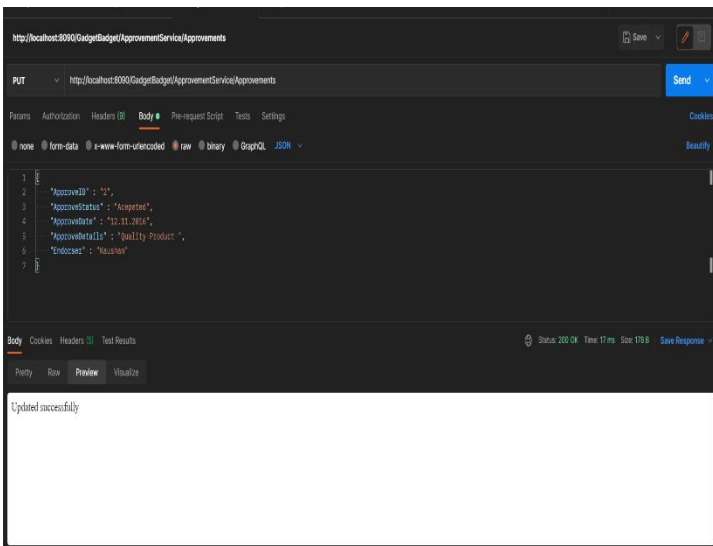 http://localhost:8090/GadgetBadget/ApprovementService/Approvements
Save
PUT http://localhost:8090/GadgetBadget/ApprovementService/Approvements Send
Params Authorization Headers (8) Body Pre-request Script Tests Settings Cookies
none form-data x-www-form-urlencoded raw binary GraphQL JSON Beautify
1 {
2 "ApproveID" : "2",
3 "ApproveStatus" : "Acepeted",
4 "ApproveDate" : "12.11.2016",
5 "ApproveDetails" : "Quality Product ",
6 "Endorser" : "Kaushan"
7 }
Body Cookies Headers (5) Test Results Status: 200 OK Time: 17 ms Size: 178 B Save Response
Pretty Raw Preview Visualize
Updated successfully